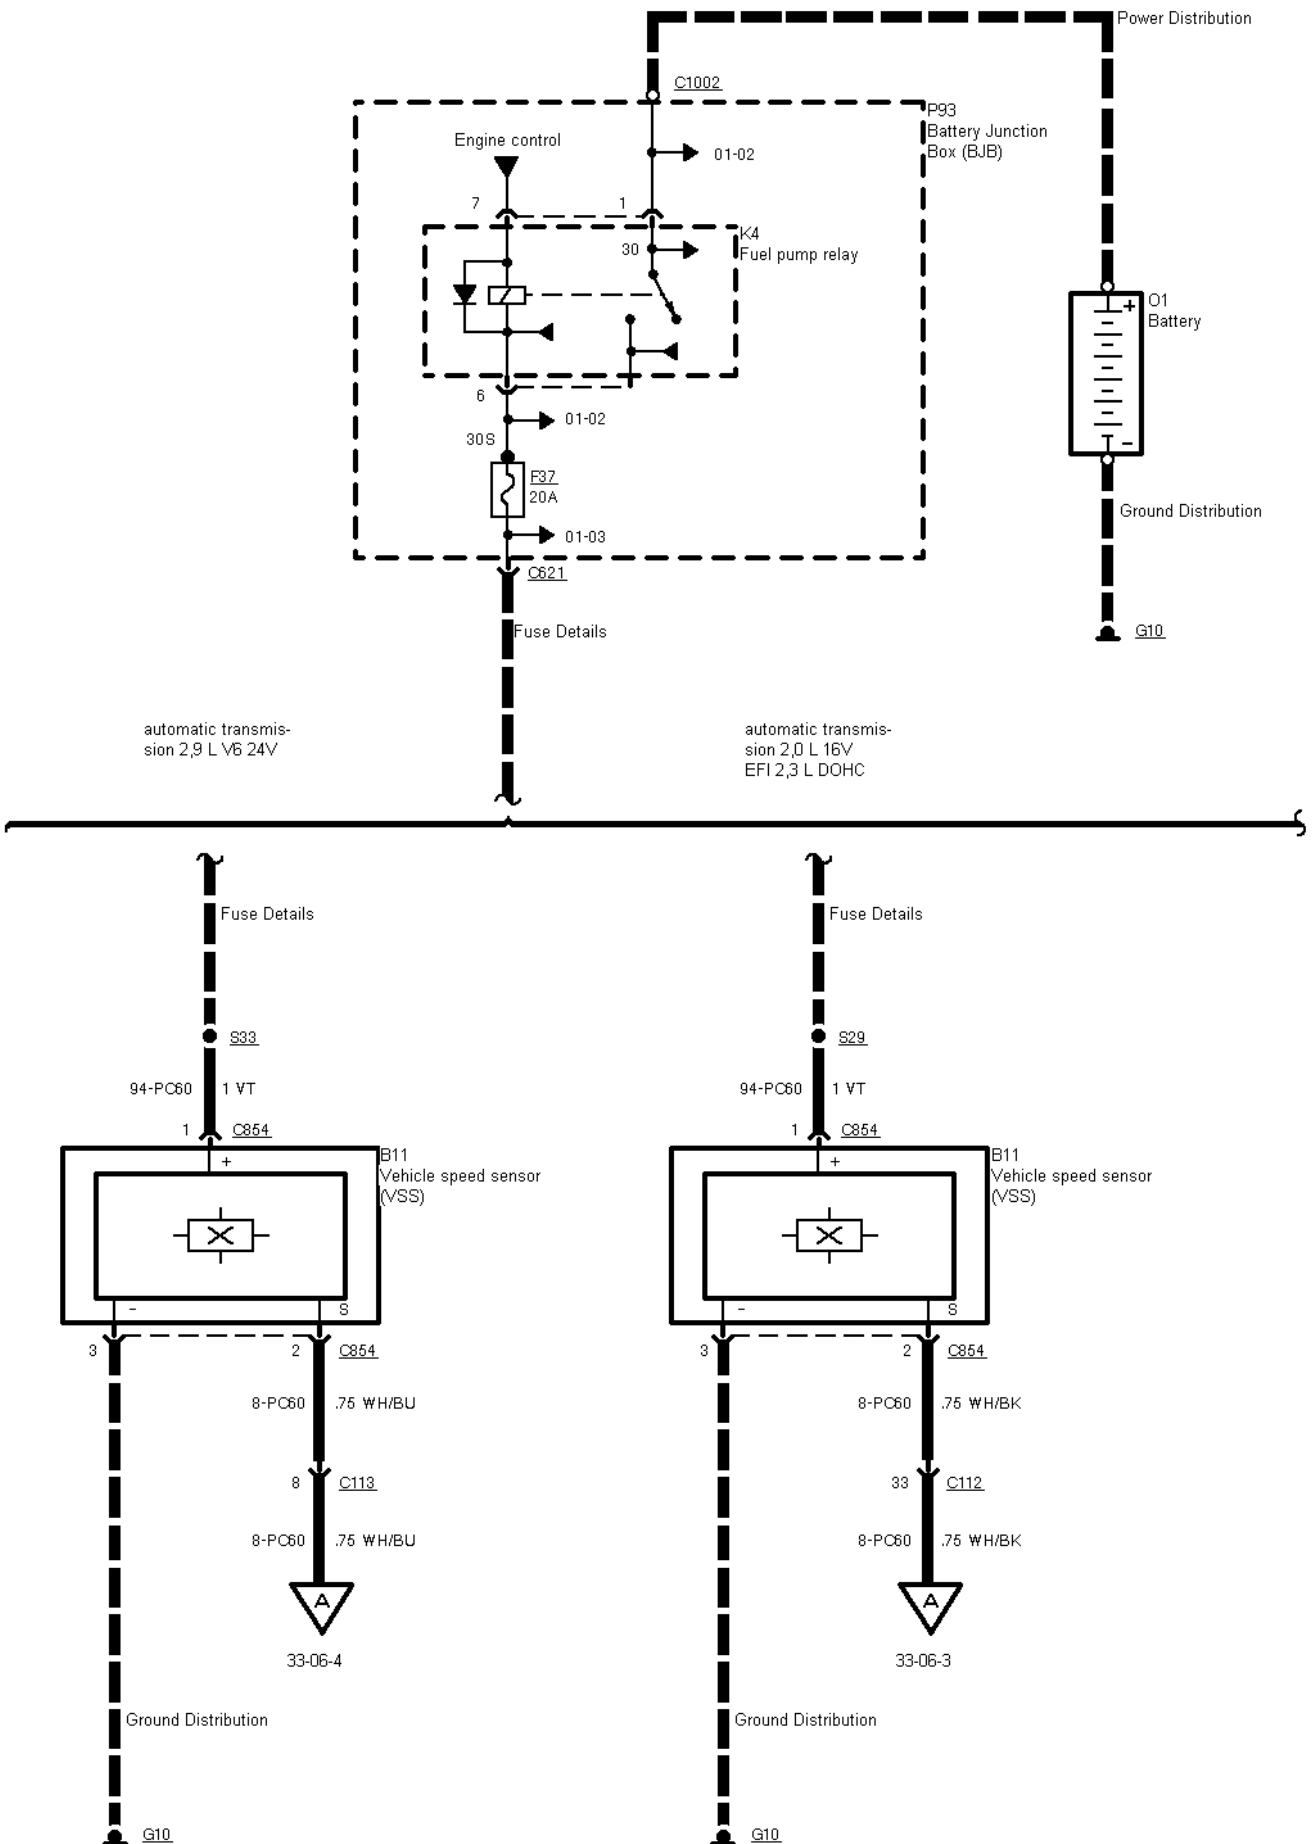 Power Distribution
C1002
P93
Battery Junction
Box (BJB)
Engine control
01-02
7
1
K4
Fuel pump relay
30
+
O1
Battery
-
6
01-02
30S
F37
20A
01-03
Ground Distribution
C621
Fuse Details
G10
automatic transmis-
sion 2,9 L V6 24V
automatic transmis-
sion 2,0 L 16V
EFI 2,3 L DOHC
Fuse Details
Fuse Details
S33
S29
94-PC60 1 VT
94-PC60 1 VT
1 C854
1 C854
+
B11
Vehicle speed sensor
(VSS)
+
B11
Vehicle speed sensor
(VSS)
- S
- S
3 2 C854
3 2 C854
8-PC60 .75 WH/BU
8-PC60 .75 WH/BK
8 C113
33 C112
8-PC60 .75 WH/BU
8-PC60 .75 WH/BK
A
A
33-06-4
33-06-3
Ground Distribution
Ground Distribution
G10
G10